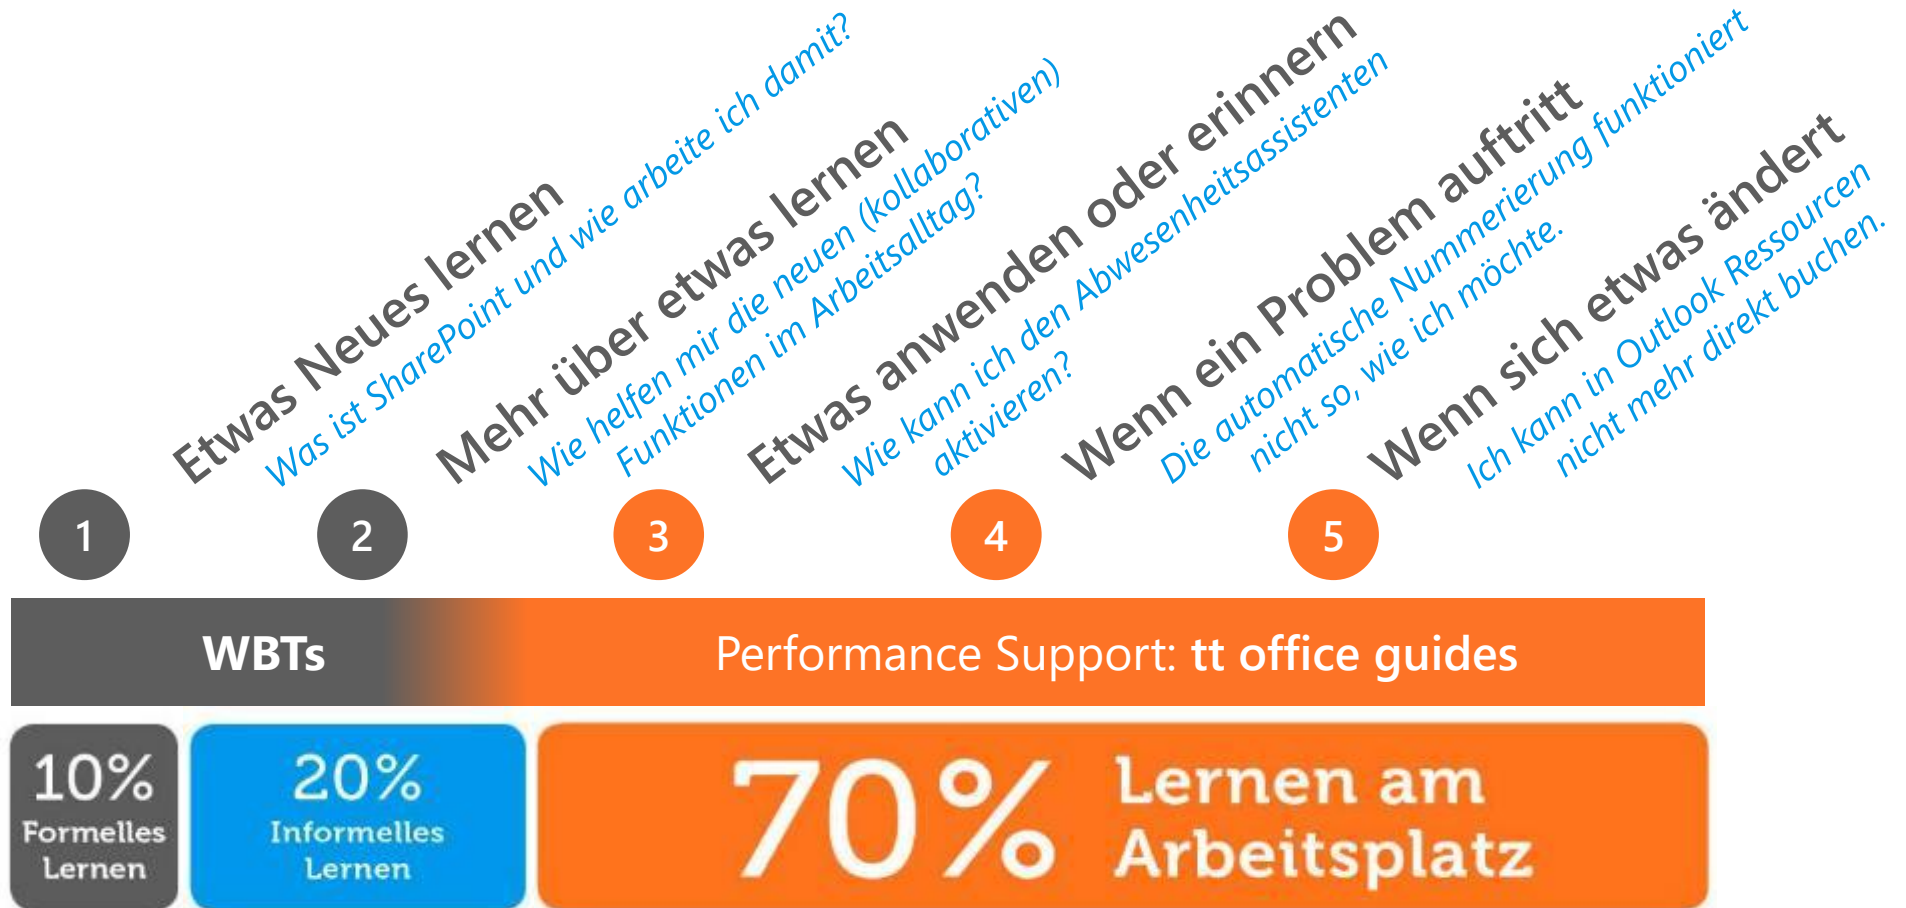 Etwas Neues lernen
Was ist SharePoint und wie arbeite ich damit?
Mehr über etwas lernen
Wie helfen mir die neuen (kollaborativen)
Funktionen im Arbeitsalltag?
Etwas anwenden oder erinnern
Wie kann ich den Abwesenheitsassistenten
aktivieren?
Wenn ein Problem auftritt
Die automatische Nummerierung funktioniert
nicht so, wie ich möchte.
Wenn sich etwas ändert
Ich kann in Outlook Ressourcen
nicht mehr direkt buchen.
1
2
3
4
5
WBTs
Performance Support: tt office guides
10%
Formelles
Lernen
20%
Informelles
Lernen
70%
Lernen am
Arbeitsplatz